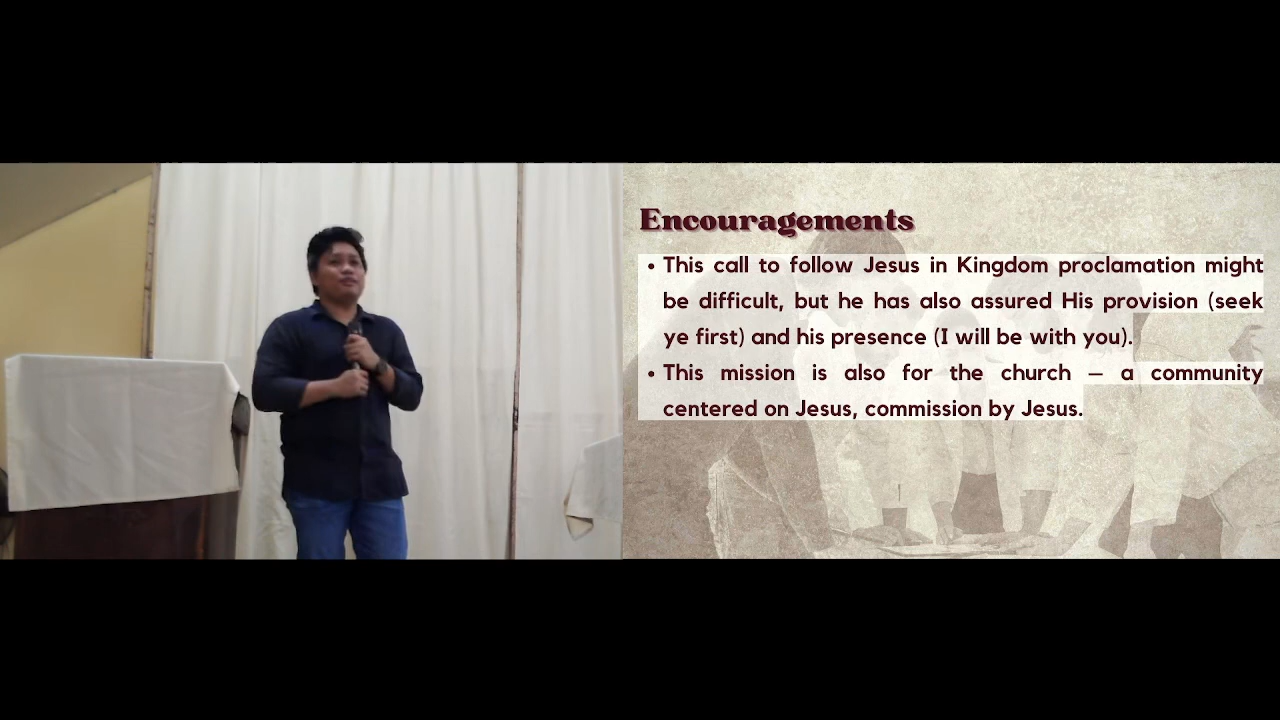 Encouragements
• This call to follow Jesus in Kingdom proclamation might
be difficult, but he has also assured His provision (seek
ye first) and his presence (I will be with you).
• This mission is also for the church – a community
centered on Jesus, commission by Jesus.